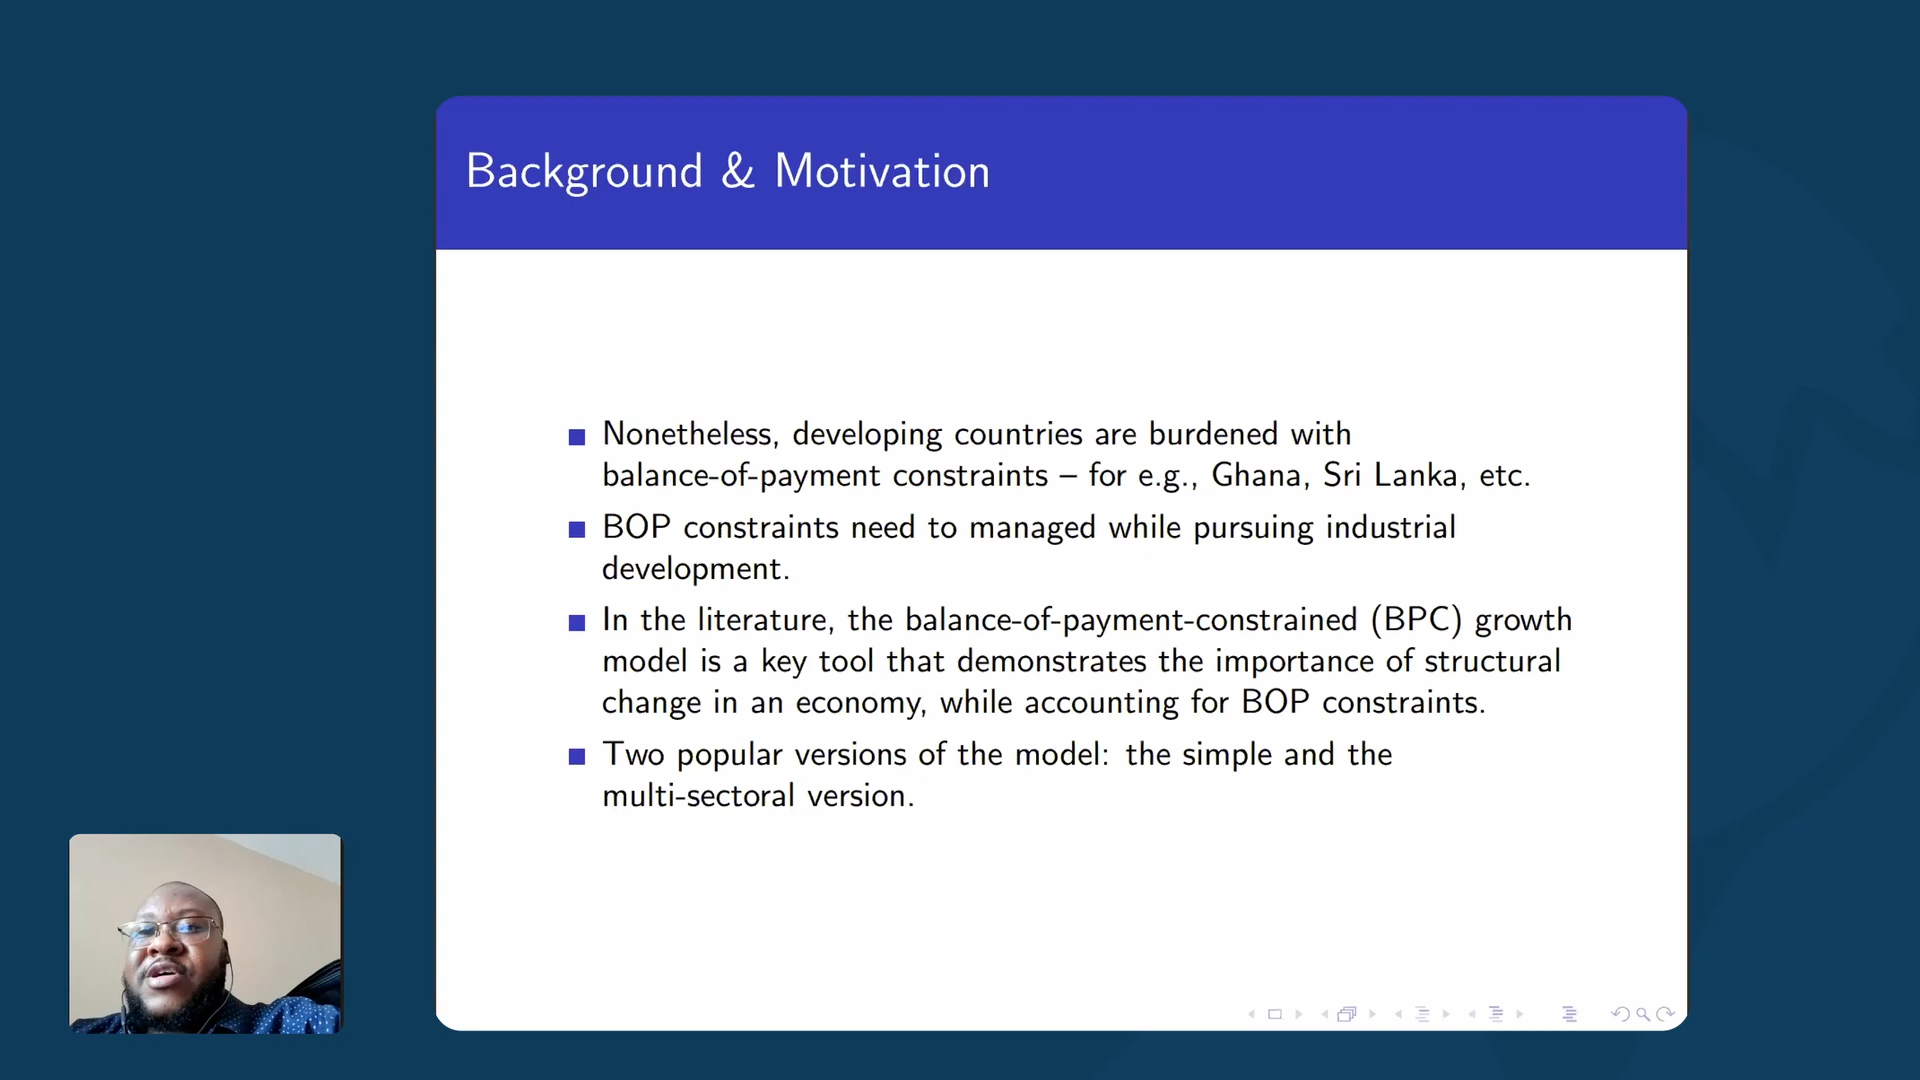 Background & Motivation
Nonetheless, developing countries are burdened with
balance-of-payment constraints – for e.g., Ghana, Sri Lanka, etc.
BOP constraints need to managed while pursuing industrial
development.
In the literature, the balance-of-payment-constrained (BPC) growth
model is a key tool that demonstrates the importance of structural
change in an economy, while accounting for BOP constraints.
Two popular versions of the model: the simple and the
multi-sectoral version.